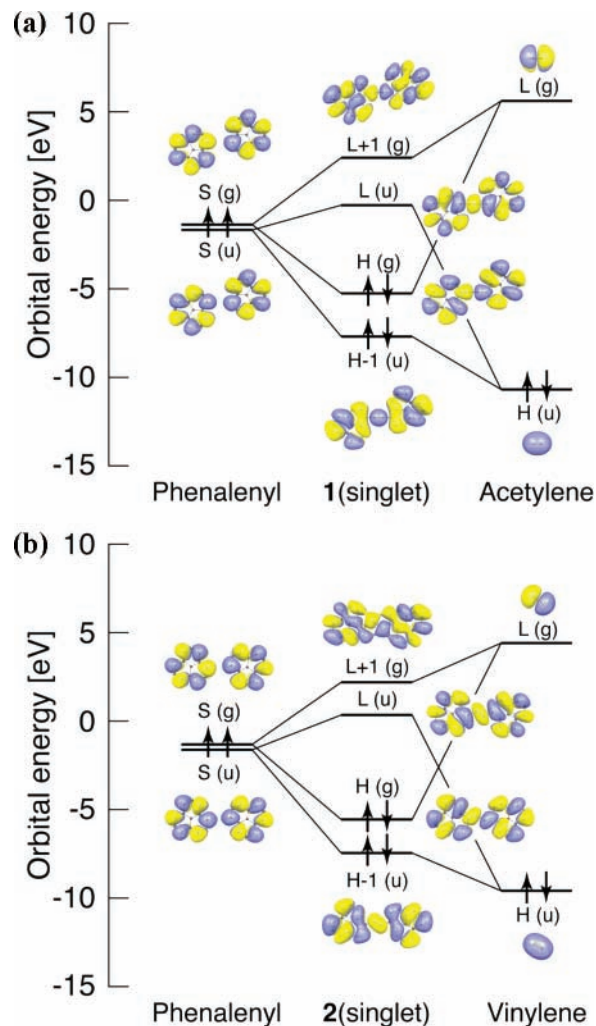 (a)
10
5
0
-5
-10
-15
Orbital energy [eV]
L (g)
L+1 (g)
S (g)
L (u)
S (u)
H (g)
H-1 (u)
H (u)
Phenalenyl 1(singlet) Acetylene
(b)
10
5
0
-5
-10
-15
Orbital energy [eV]
L (g)
L+1 (g)
S (g)
L (u)
S (u)
H (g)
H-1 (u)
H (u)
Phenalenyl 2(singlet) Vinylene